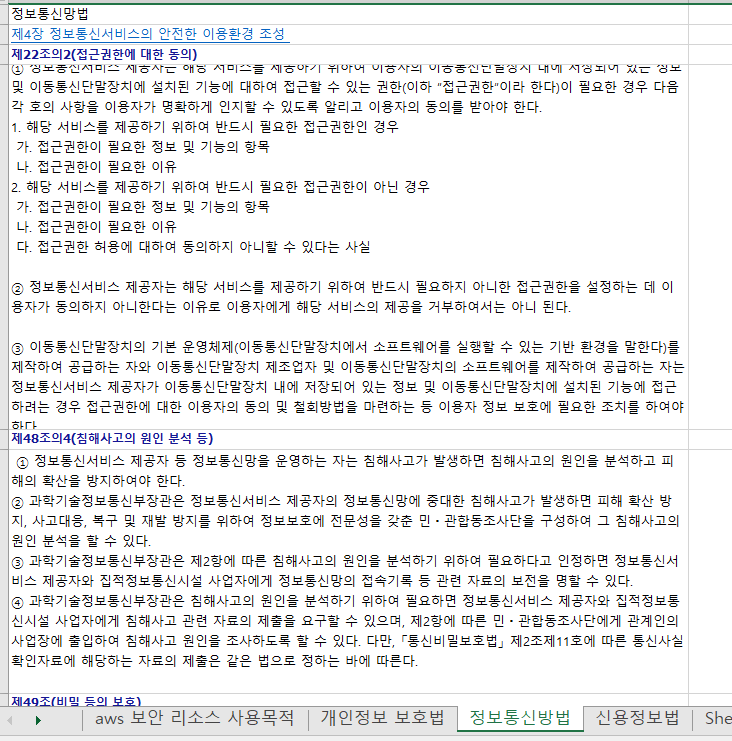 정보통신망법
제4장 정보통신서비스의 안전한 이용환경 조성
제22조의2(접근권한에 대한 동의)
① 정보통신서비스 제공자는 해당 서비스를 제공하기 위하여 이용자의 이동통신단말장치 내에 저장되어 있는 정보
및 이동통신단말장치에 설치된 기능에 대하여 접근할 수 있는 권한(이하 “접근권한”이라 한다)이 필요한 경우 다음
각 호의 사항을 이용자가 명확하게 인지할 수 있도록 알리고 이용자의 동의를 받아야 한다.
1. 해당 서비스를 제공하기 위하여 반드시 필요한 접근권한인 경우
가. 접근권한이 필요한 정보 및 기능의 항목
나. 접근권한이 필요한 이유
2. 해당 서비스를 제공하기 위하여 반드시 필요한 접근권한이 아닌 경우
가. 접근권한이 필요한 정보 및 기능의 항목
나. 접근권한이 필요한 이유
다. 접근권한 허용에 대하여 동의하지 아니할 수 있다는 사실
② 정보통신서비스 제공자는 해당 서비스를 제공하기 위하여 반드시 필요하지 아니한 접근권한을 설정하는 데 이
용자가 동의하지 아니한다는 이유로 이용자에게 해당 서비스의 제공을 거부하여서는 아니 된다.
③ 이동통신단말장치의 기본 운영체제(이동통신단말장치에서 소프트웨어를 실행할 수 있는 기반 환경을 말한다)를
제작하여 공급하는 자와 이동통신단말장치 제조업자 및 이동통신단말장치의 소프트웨어를 제작하여 공급하는 자는
정보통신서비스 제공자가 이동통신단말장치 내에 저장되어 있는 정보 및 이동통신단말장치에 설치된 기능에 접근
하려는 경우 접근권한에 대한 이용자의 동의 및 철회방법을 마련하는 등 이용자 정보 보호에 필요한 조치를 하여야
한다
제48조의4(침해사고의 원인 분석 등)
① 정보통신서비스 제공자 등 정보통신망을 운영하는 자는 침해사고가 발생하면 침해사고의 원인을 분석하고 피
해의 확산을 방지하여야 한다.
② 과학기술정보통신부장관은 정보통신서비스 제공자의 정보통신망에 중대한 침해사고가 발생하면 피해 확산 방
지, 사고대응, 복구 및 재발 방지를 위하여 정보보호에 전문성을 갖춘 민ㆍ관합동조사단을 구성하여 그 침해사고의
원인 분석을 할 수 있다.
③ 과학기술정보통신부장관은 제2항에 따른 침해사고의 원인을 분석하기 위하여 필요하다고 인정하면 정보통신서
비스 제공자와 집적정보통신시설 사업자에게 정보통신망의 접속기록 등 관련 자료의 보전을 명할 수 있다.
④ 과학기술정보통신부장관은 침해사고의 원인을 분석하기 위하여 필요하면 정보통신서비스 제공자와 집적정보통
신시설 사업자에게 침해사고 관련 자료의 제출을 요구할 수 있으며, 제2항에 따른 민ㆍ관합동조사단에게 관계인의
사업장에 출입하여 침해사고 원인을 조사하도록 할 수 있다. 다만, 「통신비밀보호법」 제2조제11호에 따른 통신사실
확인자료에 해당하는 자료의 제출은 같은 법으로 정하는 바에 따른다.
제49조(비밀 등의 보호)
aws 보안 리소스 사용목적
개인정보 보호법
정보통신방법
신용정보법
She